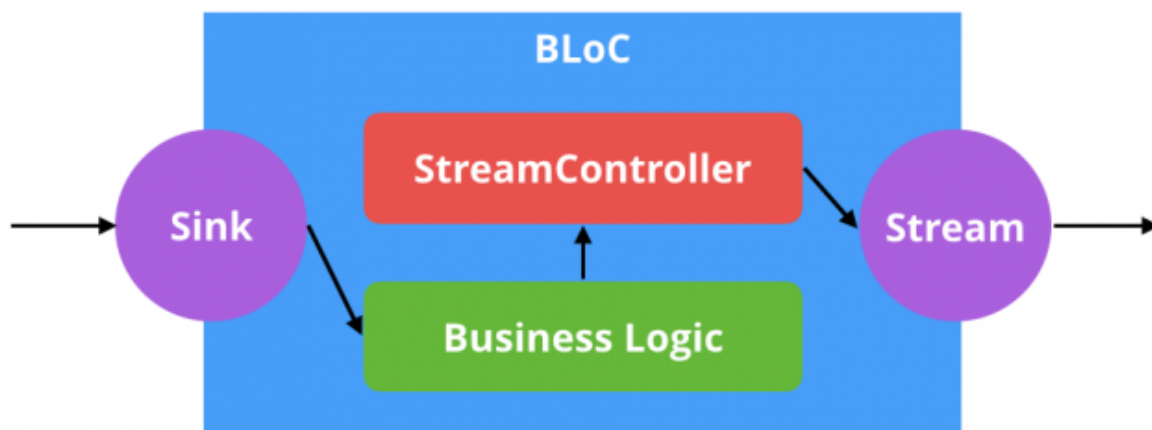 BLoC
StreamController
Sink
Stream
Business Logic